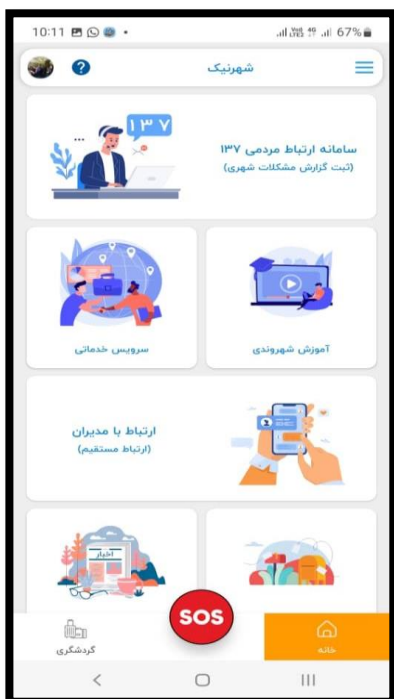 10:11 67%
شهرنیک
?
۱۳۷
سامانه ارتباط مردمی ۱۳۷
(ثبت گزارش مشکلات شهری)
آموزش شهروندی
سرویس خدماتی
ارتباط با مدیران
(ارتباط مستقیم)
اخبار
SOS
خانه
گردشگری